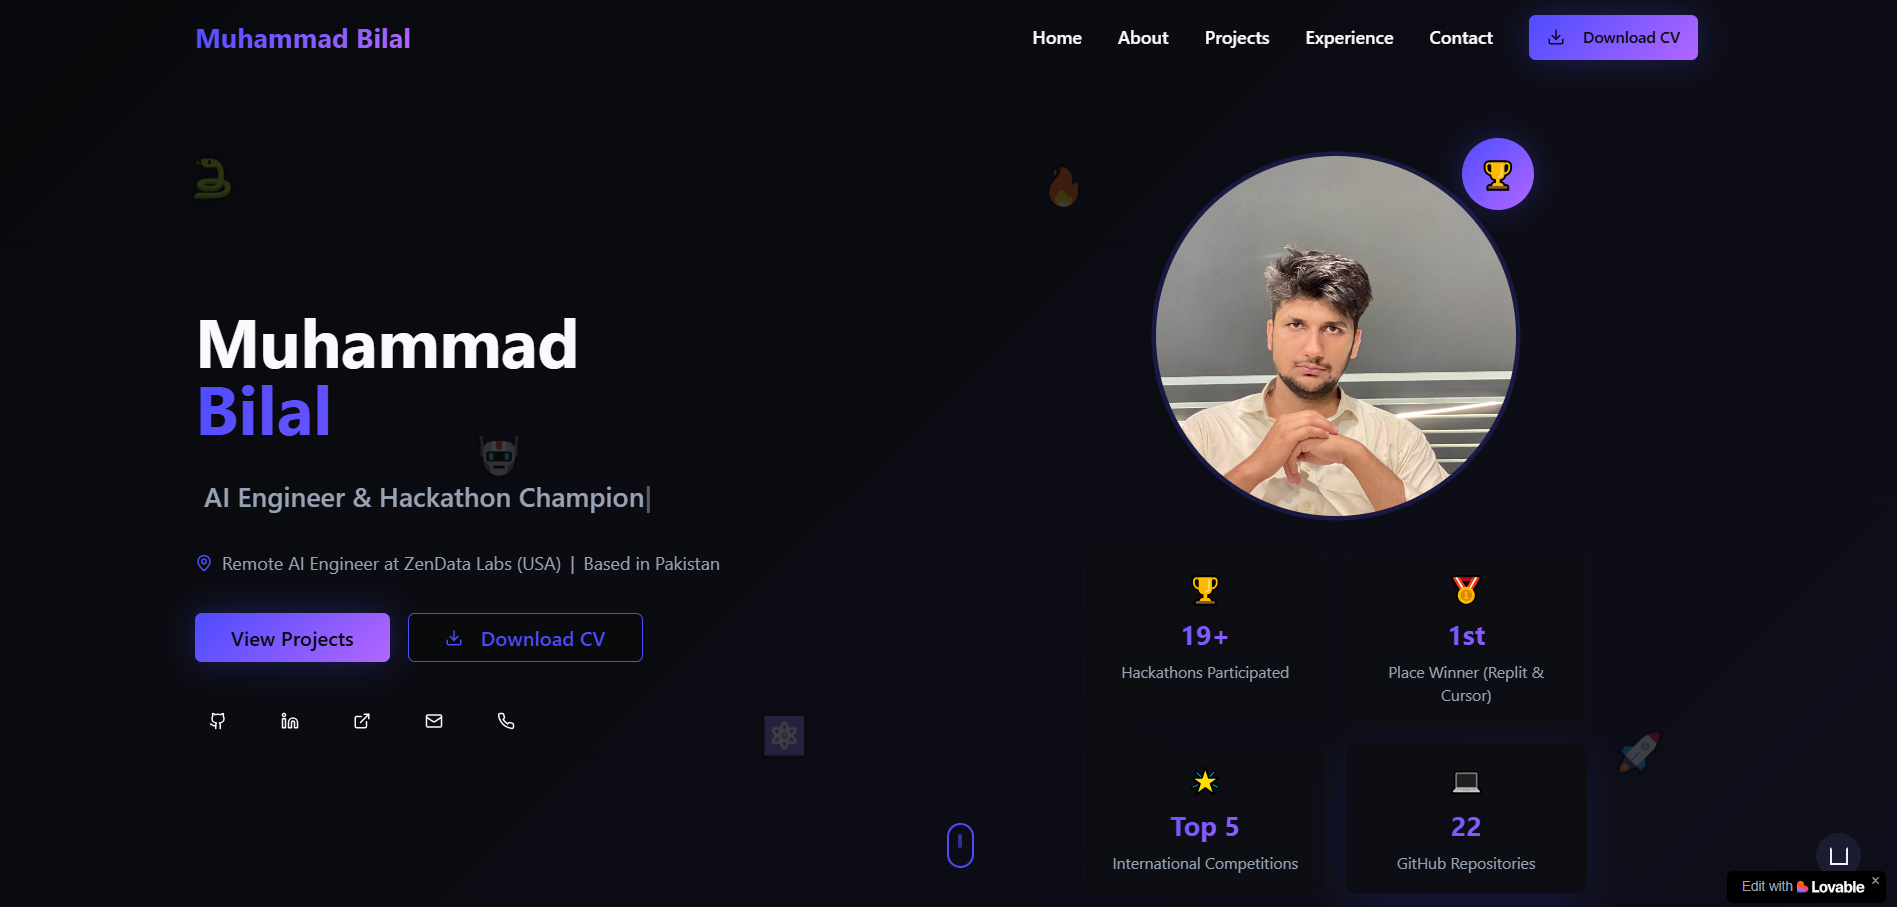 Muhammad Bilal
Home
About
Projects
Experience
Contact
Download CV
Muhammad
Bilal
AI Engineer & Hackathon Champion|
Remote AI Engineer at ZenData Labs (USA) | Based in Pakistan
View Projects
Download CV
19+
Hackathons Participated
1st
Place Winner (Replit &
Cursor)
Top 5
International Competitions
22
GitHub Repositories
Edit with Lovable